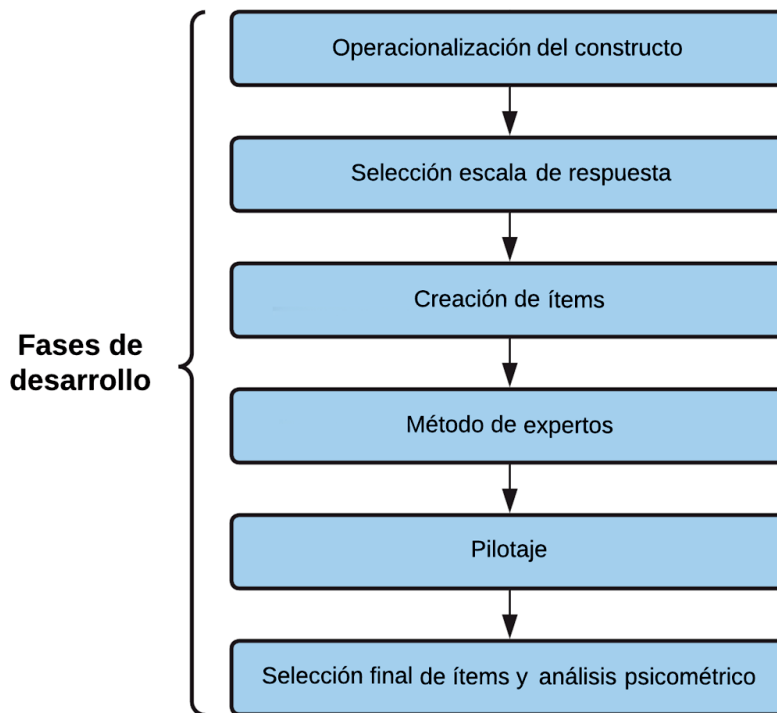 Operacionalización del constructo
Selección escala de respuesta
Creación de ítems
Fases de
desarrollo
Método de expertos
Pilotaje
Selección final de ítems y análisis psicométrico